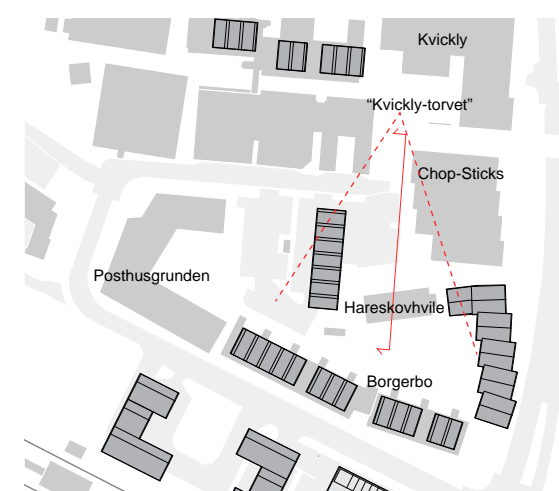 Kvickly
“Kvickly-torvet”
Chop-Sticks
Posthusgrunden
Hareskovhvile
Borgerbo